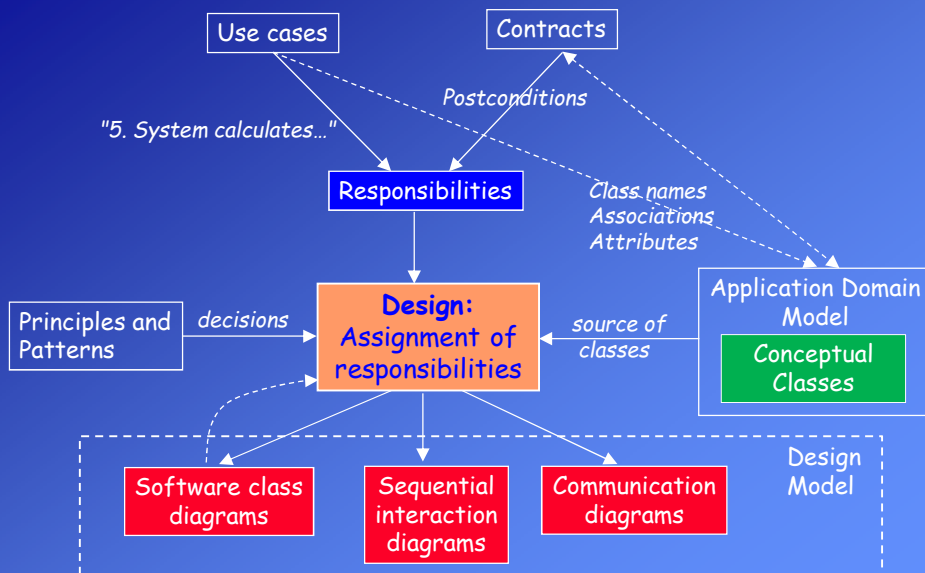 Use cases
Contracts
Postconditions
"5. System calculates…"
Responsibilities
Class names
Associations
Attributes
Principles and
Patterns
decisions
Design:
Assignment of
responsibilities
source of
classes
Application Domain
Model
Conceptual
Classes
Design
Model
Software class
diagrams
Sequential
interaction
diagrams
Communication
diagrams